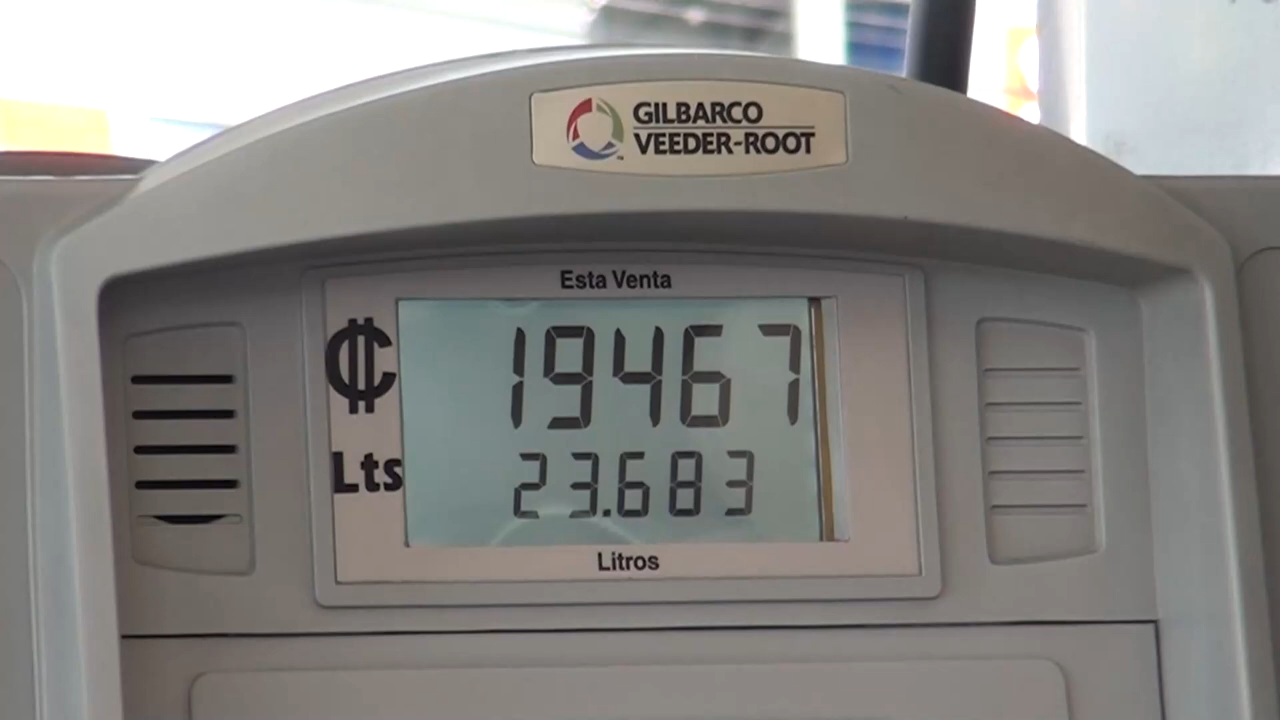 GILBARCO
VEEDER-ROOT
Esta Venta
₡ 19467
Lts 23.683
Litros